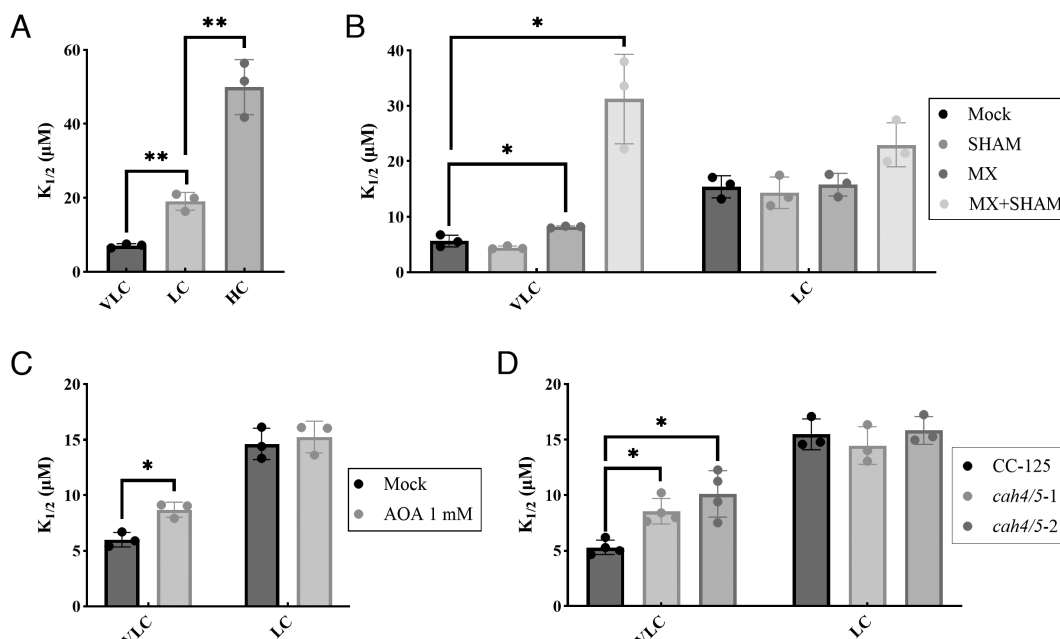 A
**
**
K1/2 (µM)
60
40
20
0
VLC
LC
HC
B
*
*
K1/2 (µM)
40
30
20
10
0
VLC
LC
Mock
SHAM
MX
MX+SHAM
C
*
K1/2 (µM)
20
15
10
5
0
VLC
LC
Mock
AOA 1 mM
D
*
*
K1/2 (µM)
20
15
10
5
0
VLC
LC
CC-125
cah4/5-1
cah4/5-2